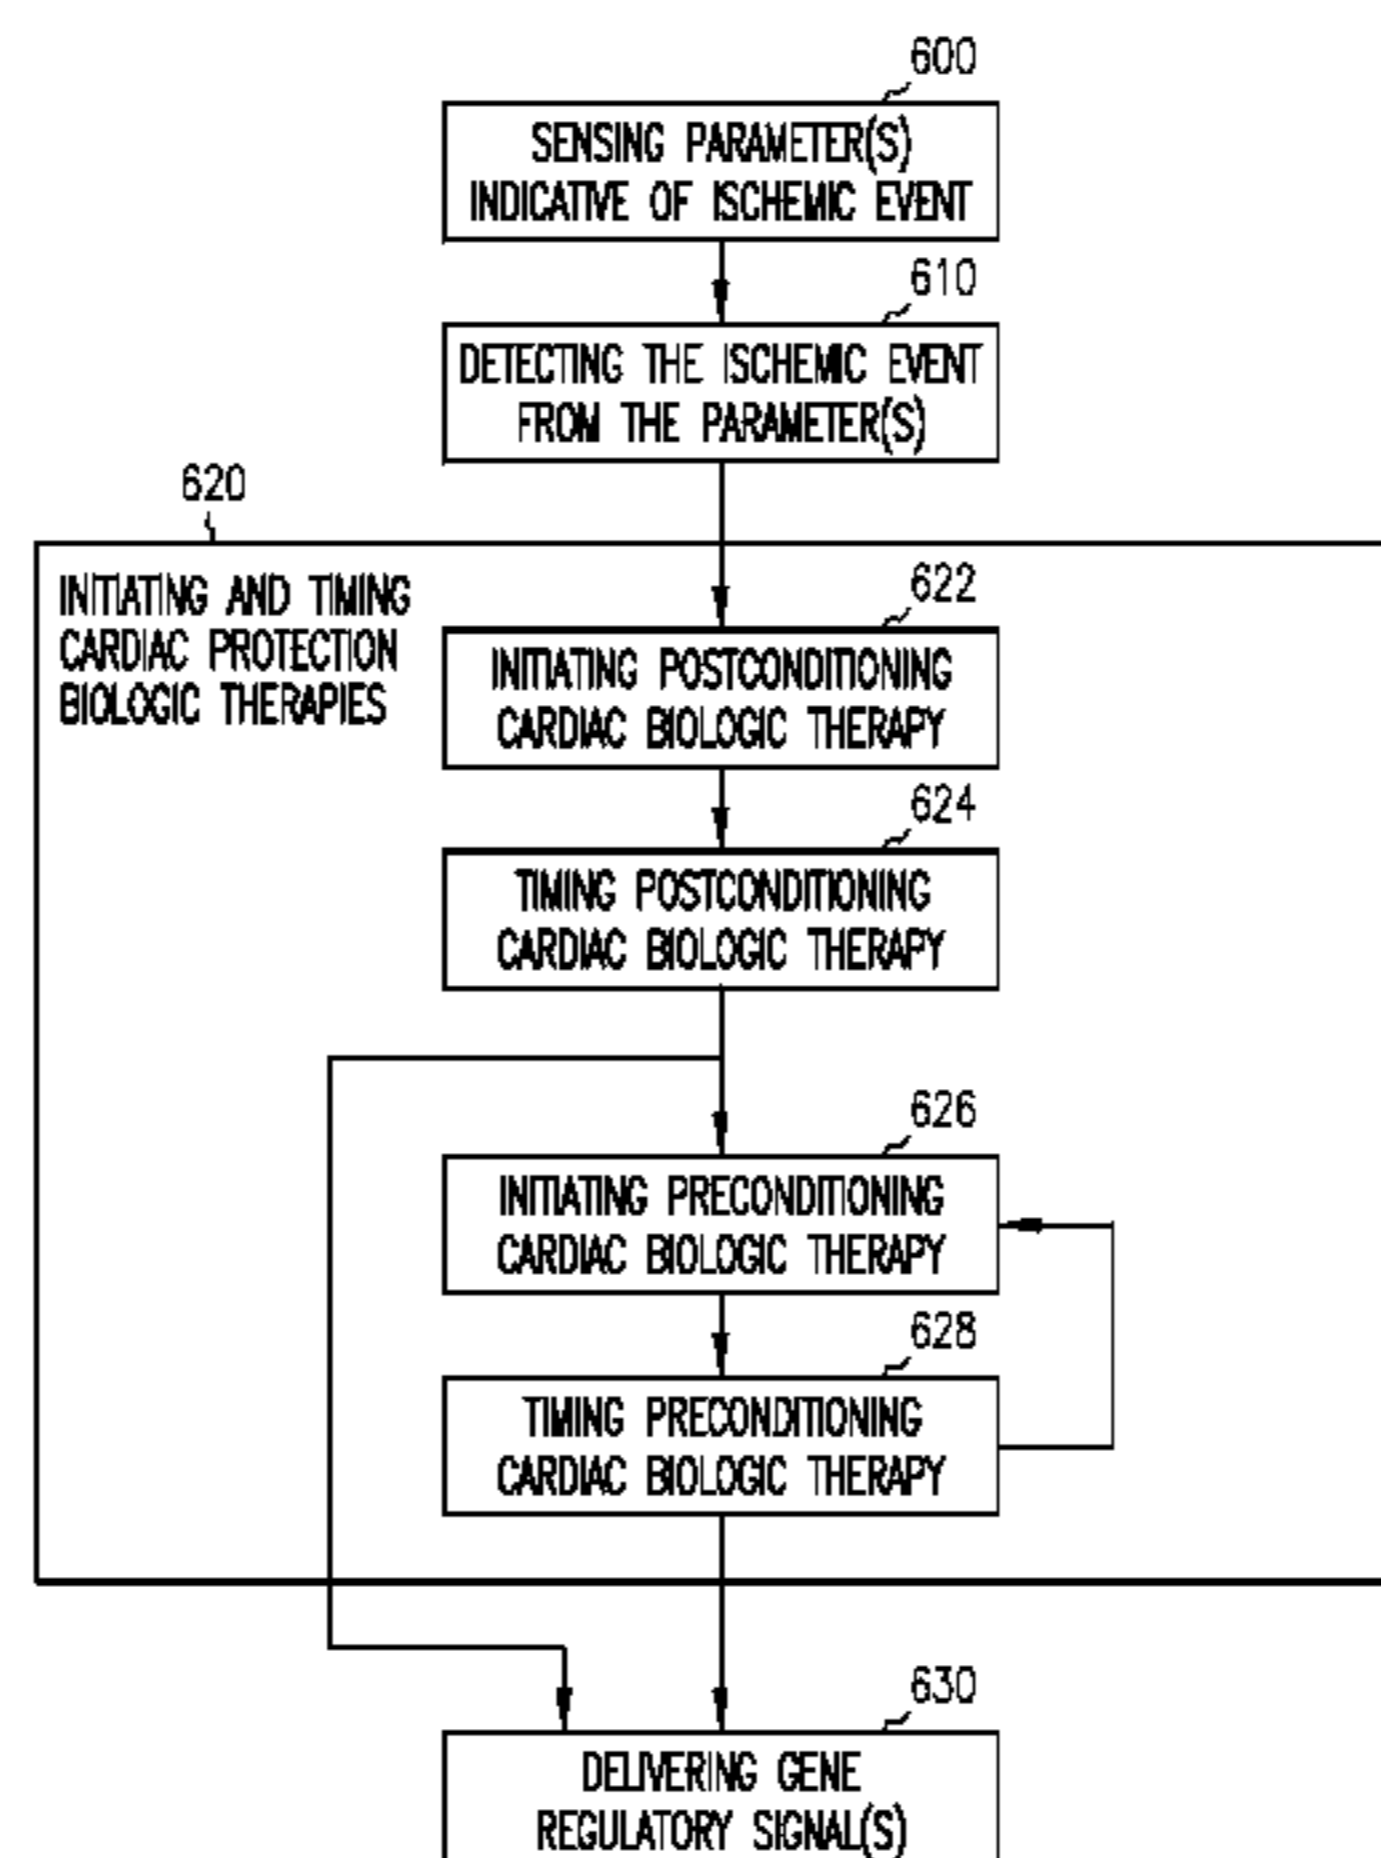 600
SENSING PARAMETER(S)
INDICATIVE OF ISCHEMIC EVENT
610
DETECTING THE ISCHEMIC EVENT
FROM THE PARAMETER(S)
620
INITIATING AND TIMING
CARDIAC PROTECTION
BIOLOGIC THERAPIES
622
INITIATING POSTCONDITIONING
CARDIAC BIOLOGIC THERAPY
624
TIMING POSTCONDITIONING
CARDIAC BIOLOGIC THERAPY
626
INITIATING PRECONDITIONING
CARDIAC BIOLOGIC THERAPY
628
TIMING PRECONDITIONING
CARDIAC BIOLOGIC THERAPY
630
DELIVERING GENE
REGULATORY SIGNAL(S)